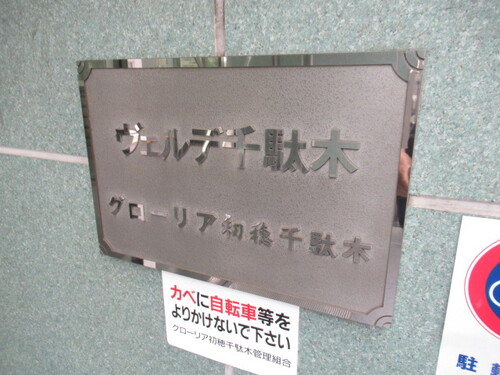 ヴェルデ千駄木
グローリア初穂千駄木
カベに自転車等を
よりかけないで下さい
グローリア初穂千駄木管理組合
駐